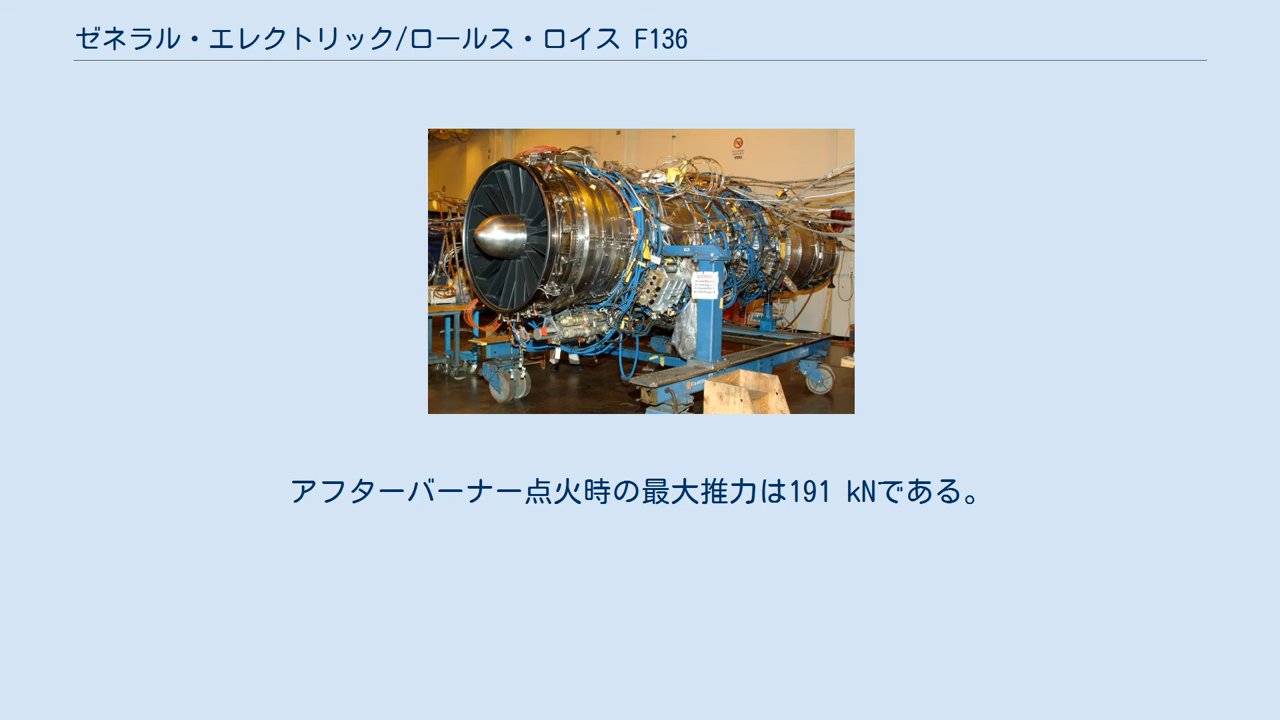 ゼネラル・エレクトリック/ロールス・ロイス F136
アフターバーナー点火時の最大推力は191 kNである。